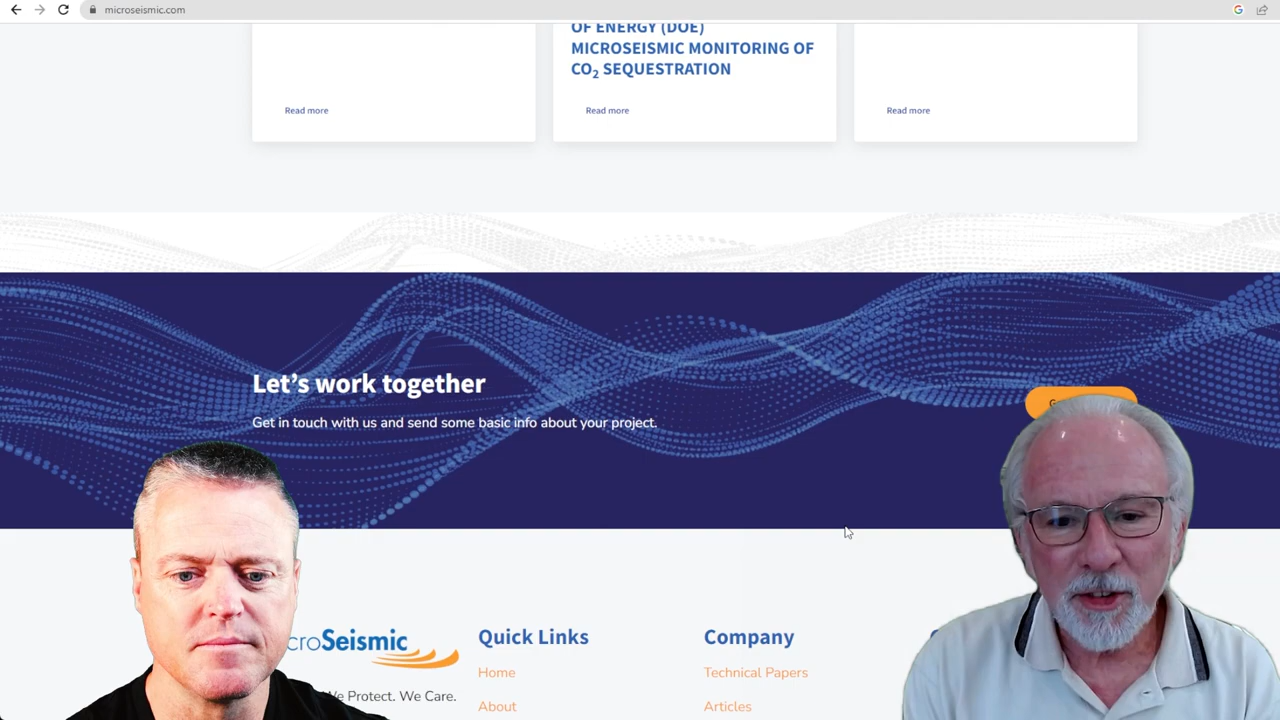 microseismic.com
OF ENERGY (DOE)
MICROSEISMIC MONITORING OF
CO₂ SEQUESTRATION
Read more
Read more
Read more
Let's work together
Get in touch with us and send some basic info about your project.
croSeismic
We Protect. We Care.
Quick Links
Home
About
Company
Technical Papers
Articles